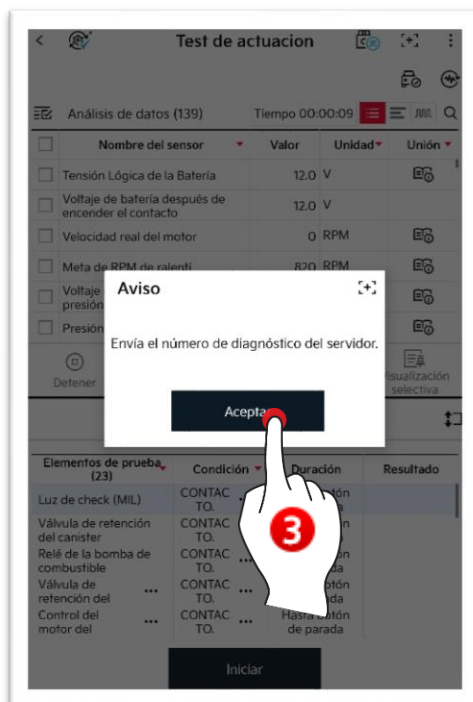 Test de actuacion
Análisis de datos (139) Tiempo 00:00:09
Nombre del sensor Valor Unidad Unión
Tensión Lógica de la Batería 12.0 V
Voltaje de batería después de
encender el contacto 12.0 V
Velocidad real del motor 0 RPM
Meta de RPM de ralentí 820 RPM
Voltaje
presión
Presión
Aviso
Envía el número de diagnóstico del servidor.
Acepta
Detener
Visualización
selectiva
Elementos de prueba
(23) Condición Duración Resultado
Luz de check (MIL) CONTAC
TO. ...
Válvula de retención
del canister CONTAC
TO.
Relé de la bomba de
combustible CONTAC
TO. ...
Válvula de
retención del ... CONTAC
TO. ...
Control del
motor del ... CONTAC
TO. ... Hasta botón
de parada
3
Iniciar